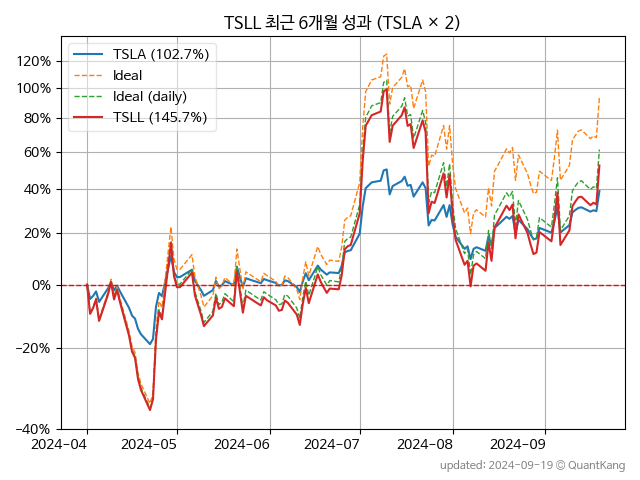 TSLL 최근 6개월 성과 (TSLA × 2)
TSLA (102.7%)
Ideal
Ideal (daily)
TSLL (145.7%)
120%
100%
80%
60%
40%
20%
0%
−20%
−40%
2024-04
2024-05
2024-06
2024-07
2024-08
2024-09
updated: 2024-09-19 © QuantKang